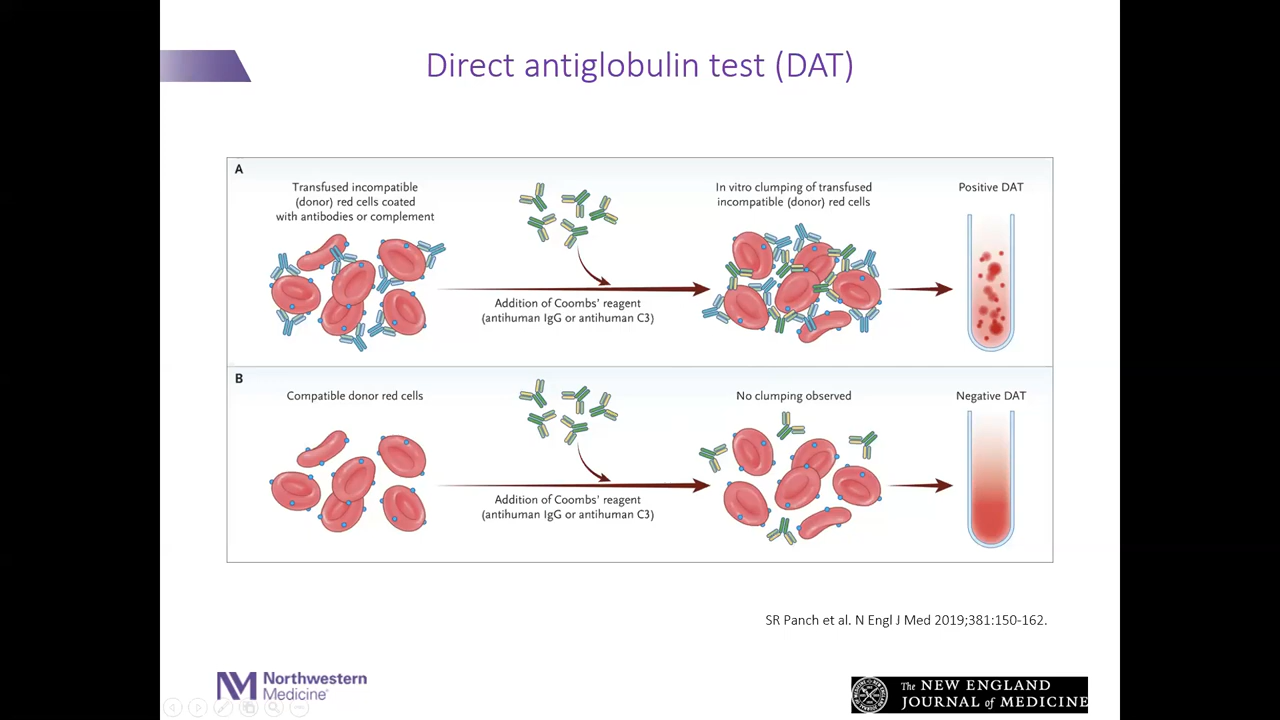 Direct antiglobulin test (DAT)
A
Transfused incompatible
(donor) red cells coated
with antibodies or complement
Addition of Coombs' reagent
(antihuman IgG or antihuman C3)
In vitro clumping of transfused
incompatible (donor) red cells
Positive DAT
B
Compatible donor red cells
Addition of Coombs' reagent
(antihuman IgG or antihuman C3)
No clumping observed
Negative DAT
SR Panch et al. N Engl J Med 2019;381:150-162.
NM Northwestern
Medicine®
The NEW ENGLAND
JOURNAL of MEDICINE